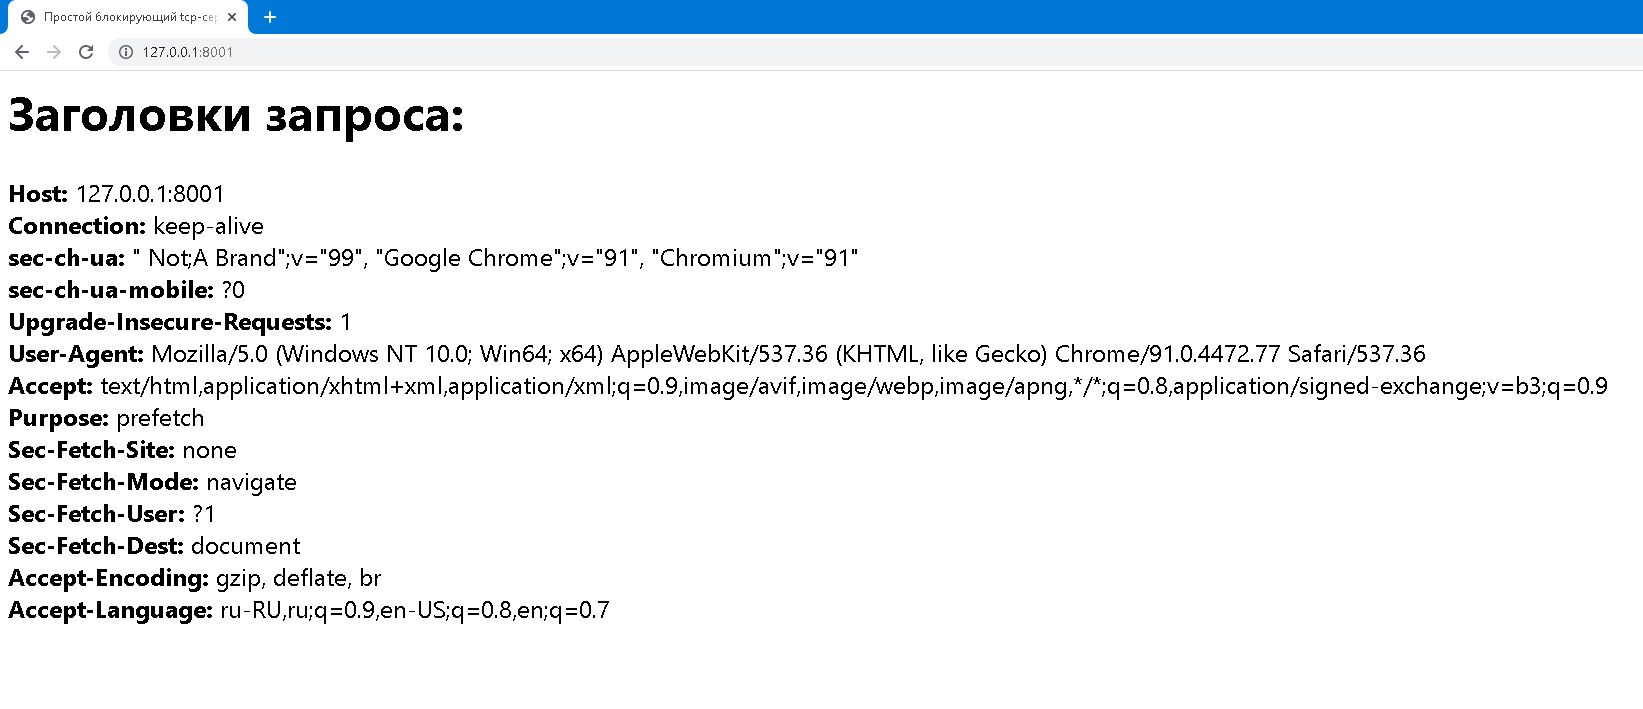 Простой блокирующий tcp-сер
127.0.0.1:8001
Заголовки запроса:
Host: 127.0.0.1:8001
Connection: keep-alive
sec-ch-ua: " Not;A Brand";v="99", "Google Chrome";v="91", "Chromium";v="91"
sec-ch-ua-mobile: ?0
Upgrade-Insecure-Requests: 1
User-Agent: Mozilla/5.0 (Windows NT 10.0; Win64; x64) AppleWebKit/537.36 (KHTML, like Gecko) Chrome/91.0.4472.77 Safari/537.36
Accept: text/html,application/xhtml+xml,application/xml;q=0.9,image/avif,image/webp,image/apng,*/*;q=0.8,application/signed-exchange;v=b3;q=0.9
Purpose: prefetch
Sec-Fetch-Site: none
Sec-Fetch-Mode: navigate
Sec-Fetch-User: ?1
Sec-Fetch-Dest: document
Accept-Encoding: gzip, deflate, br
Accept-Language: ru-RU,ru;q=0.9,en-US;q=0.8,en;q=0.7